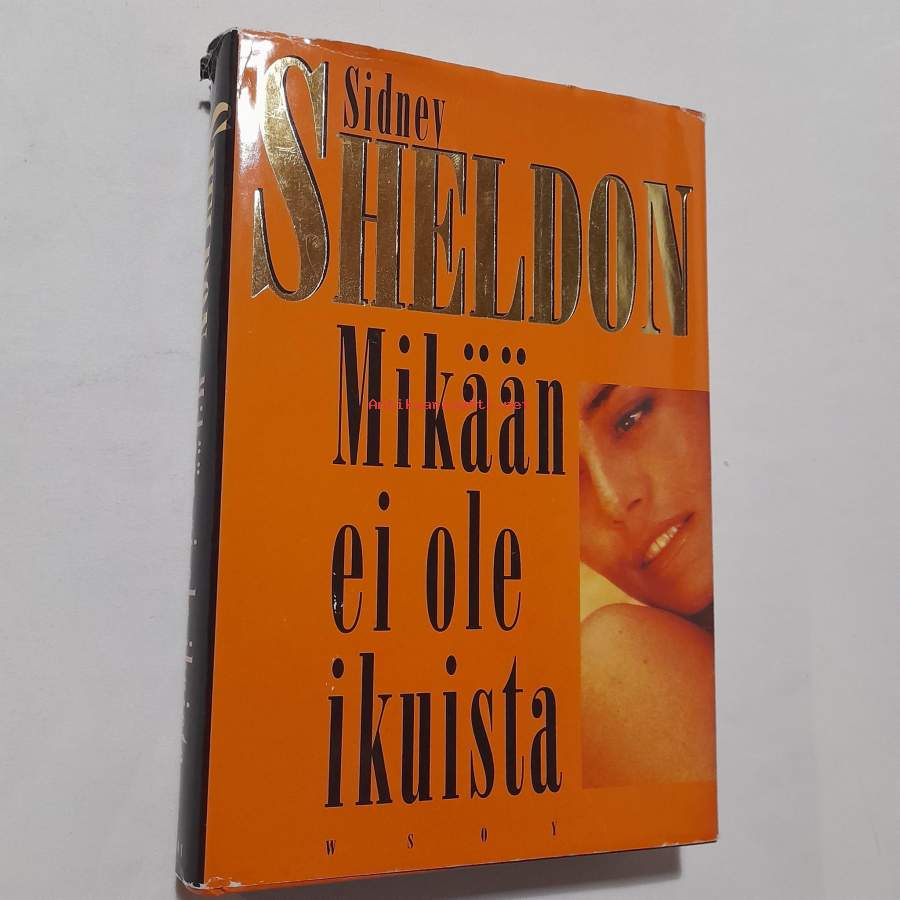 Sidney
SHELDON
Mikään
ei ole
ikuista
WSOY